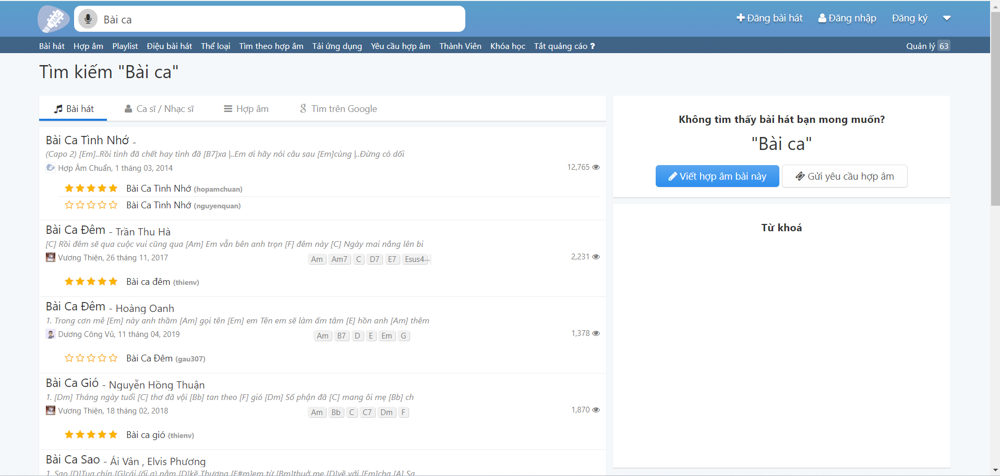 HAC
Bài ca
Đăng bài hát Đăng nhập Đăng ký
Bài hát Hợp âm Playlist Điệu bài hát Thể loại Tìm theo hợp âm Tải ứng dụng Yêu cầu hợp âm Thành Viên Khóa học Tắt quảng cáo ? Quản lý 63
Tìm kiếm "Bài ca"
Bài hát Ca sĩ / Nhạc sĩ Hợp âm Tìm trên Google
Bài Ca Tình Nhớ -
(Capo 2) [Em]..Rồi tình đã chết hay tình đã [B7]xa |..Em ơi hãy nói câu sau [Em]cùng |..Đừng có dối
Hợp Âm Chuẩn, 1 tháng 03, 2014 12,765
Bài Ca Tình Nhớ (hopamchuan)
Bài Ca Tình Nhớ (nguyenquan)
Bài Ca Đêm - Trần Thu Hà
[C] Rồi đêm sẽ qua cuộc vui cũng qua [Am] Em vẫn bên anh trọn [F] đêm này [C] Ngày mai nắng lên bi
Vương Thiện, 26 tháng 11, 2017 Am Am7 C D7 E7 Esus4... 2,231
Bài ca đêm (thienv)
Bài Ca Đêm - Hoàng Oanh
1. Trong cơn mê [Em] này anh thầm [Am] gọi tên [Em] em Tên em sẽ làm ấm tâm [E] hồn anh [Am] thêm
Dương Công Vủ, 11 tháng 04, 2019 Am B7 D E Em G 1,378
Bài Ca Đêm (gau307)
Bài Ca Gió - Nguyễn Hồng Thuận
1. [Dm] Tháng ngày tuổi [C] thơ đã vội [Bb] tan theo [F] gió [Dm] Số phận đã [C] mang ôi mẹ [Bb] ch
Vương Thiện, 18 tháng 02, 2018 Am Bb C C7 Dm F 1,870
Bài ca gió (thienv)
Bài Ca Sao - Ái Vân , Elvis Phương
1. Sao [D]Tua chín [G]cái (ối a) nằm [D]kề Thương [F#m]em từ [Bm]thuở mẹ [D]về với [Em]cha [A] Sa
Không tìm thấy bài hát bạn mong muốn?
"Bài ca"
Viết hợp âm bài này Gửi yêu cầu hợp âm
Từ khoá